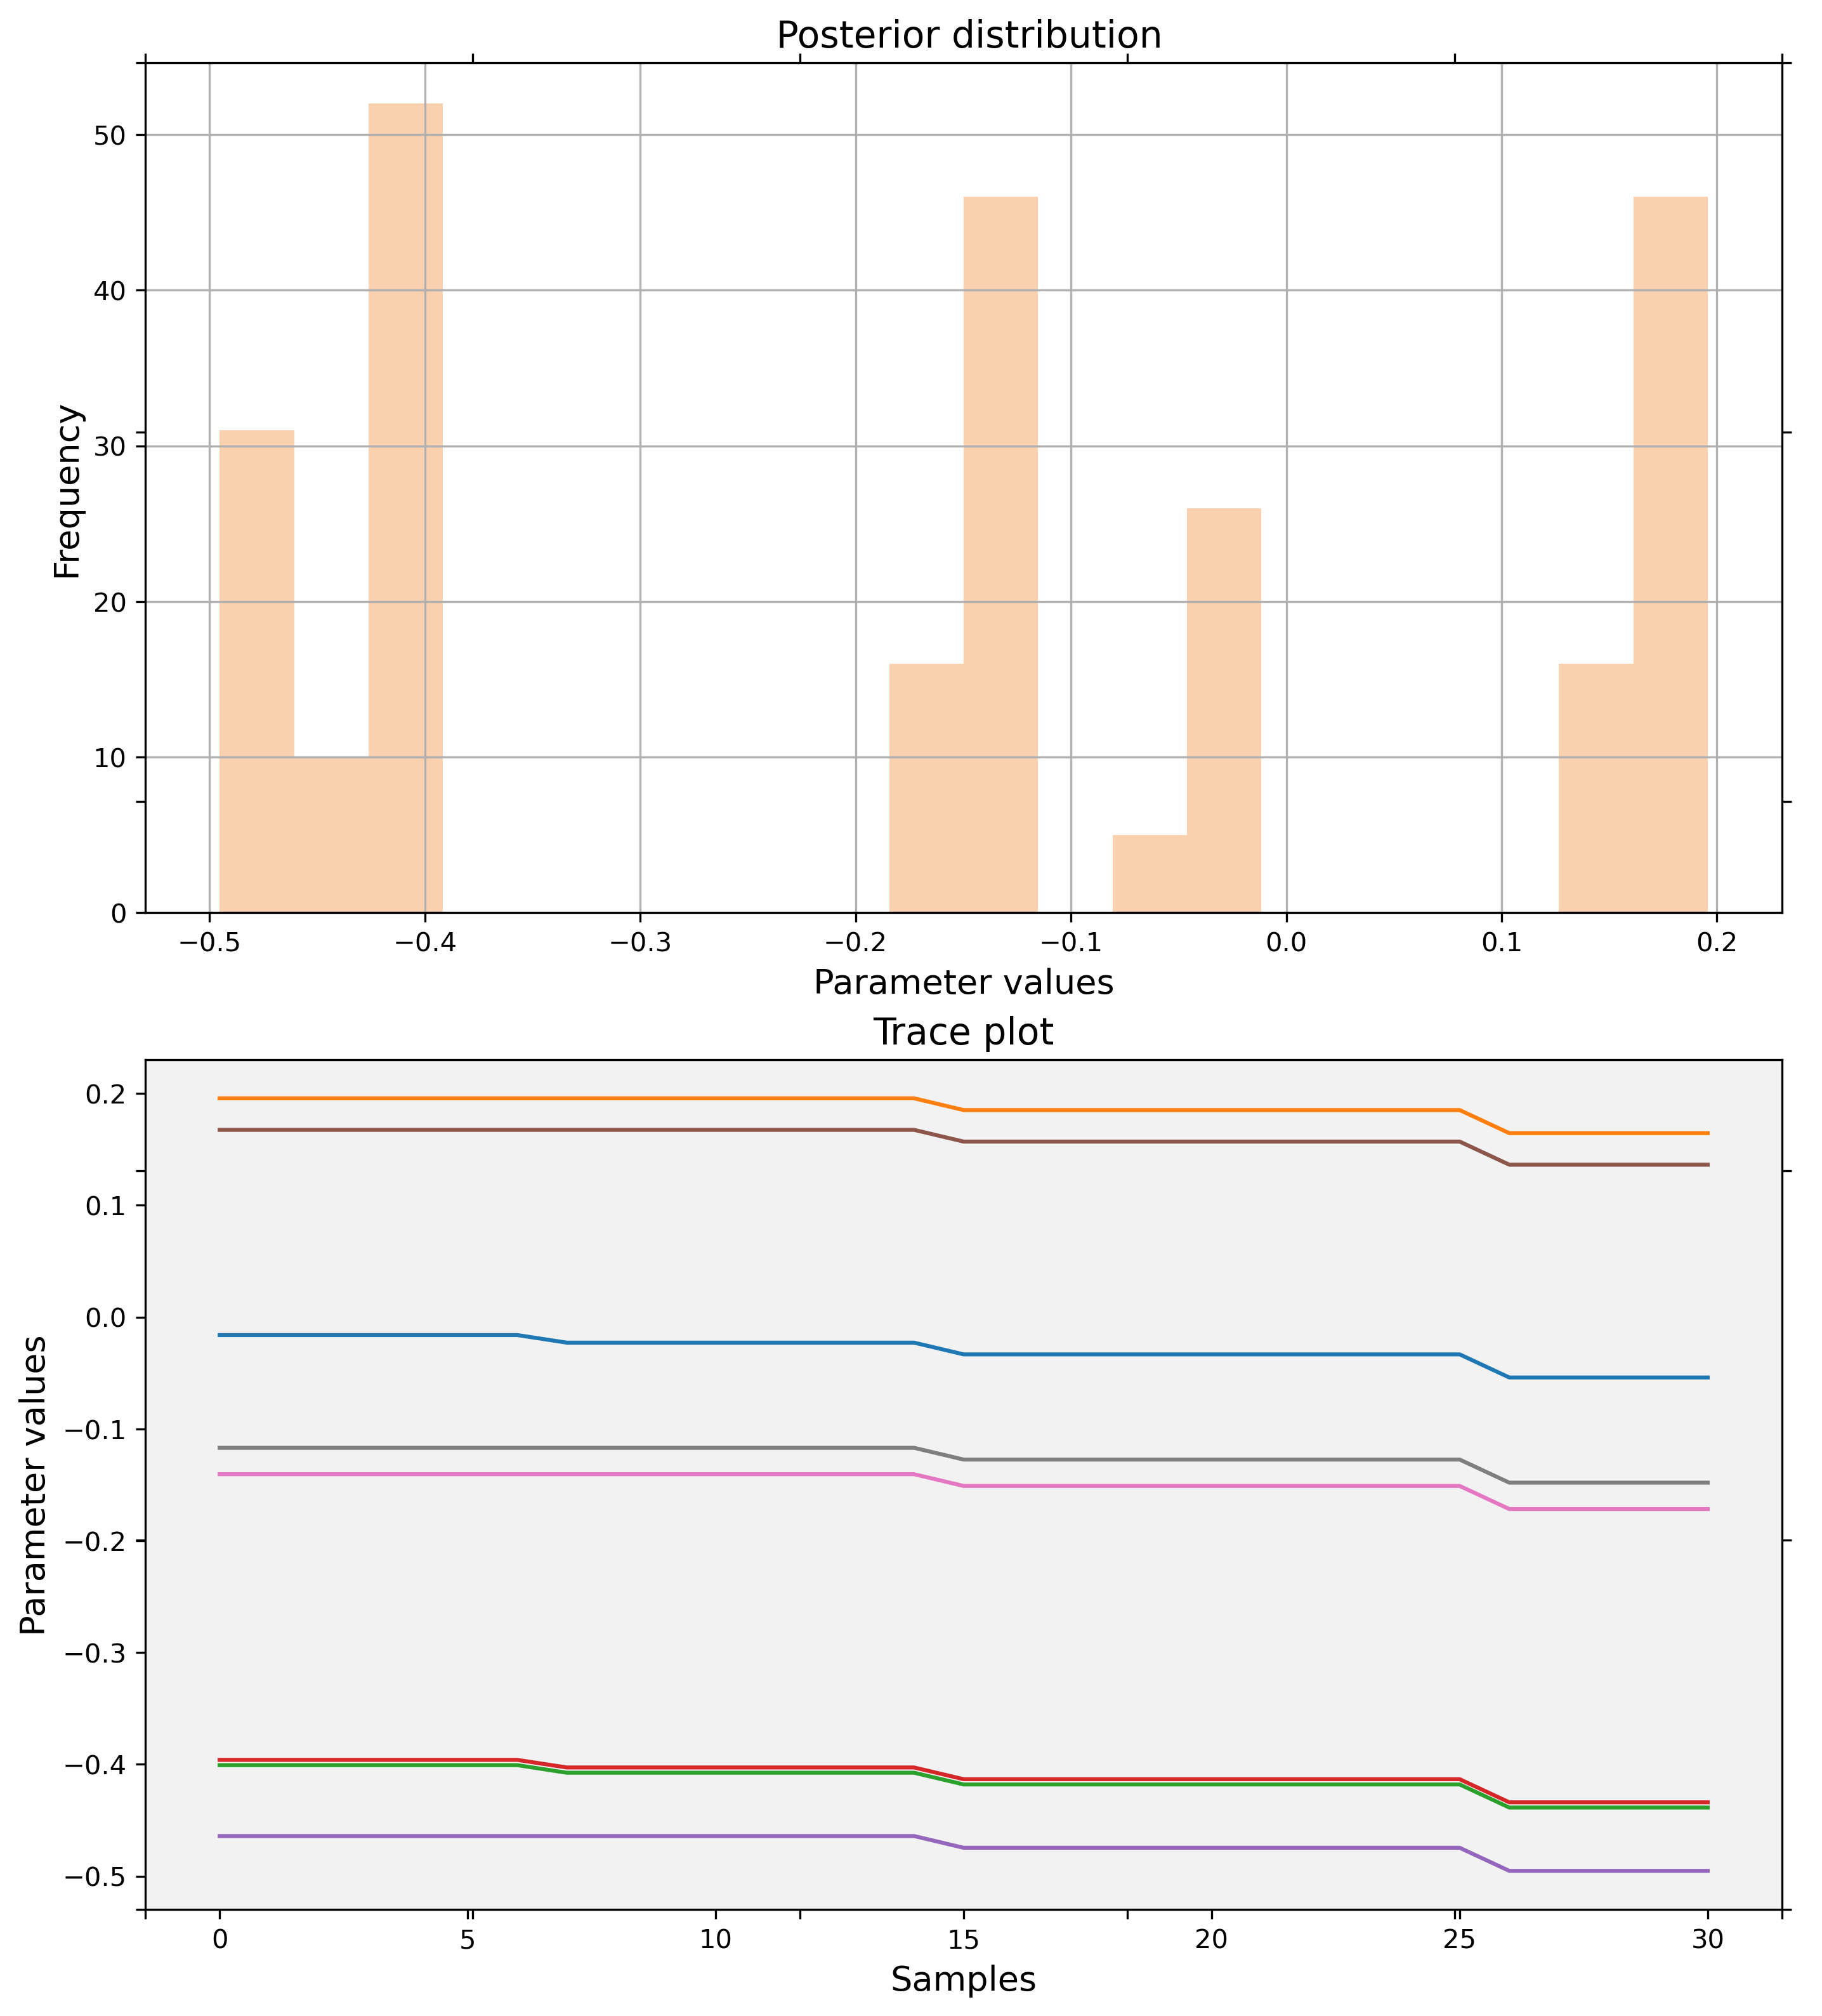 Posterior distribution
50
40
30
20
10
0
Frequency
−0.5 −0.4 −0.3 −0.2 −0.1 0.0 0.1 0.2
Parameter values
Trace plot
0.2
0.1
0.0
−0.1
−0.2
−0.3
−0.4
−0.5
Parameter values
0 5 10 15 20 25 30
Samples